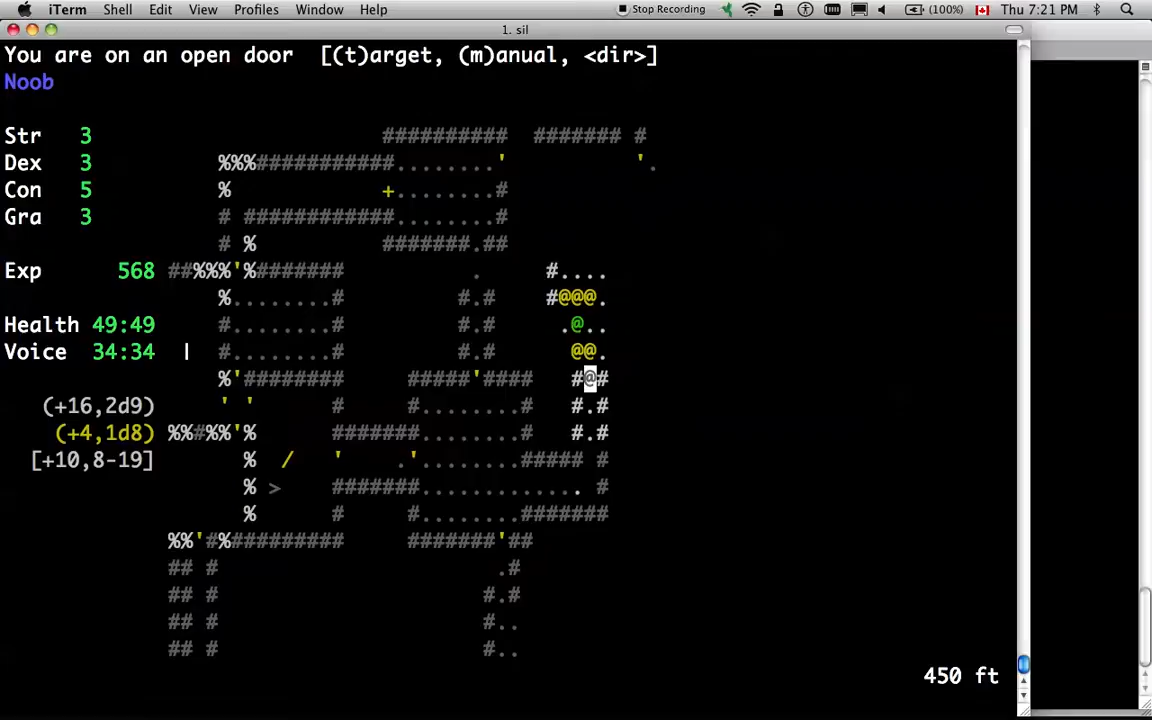 iTerm Shell Edit View Profiles Window Help Stop Recording (100%) Thu 7:21 PM
1. sil
You are on an open door [(t)arget, (m)anual, <dir>]
Noob
Str 3
Dex 3
Con 5
Gra 3
Exp 568
Health 49:49
Voice 34:34
(+16,2d9)
(+4,1d8)
[+10,8-19]
450 ft